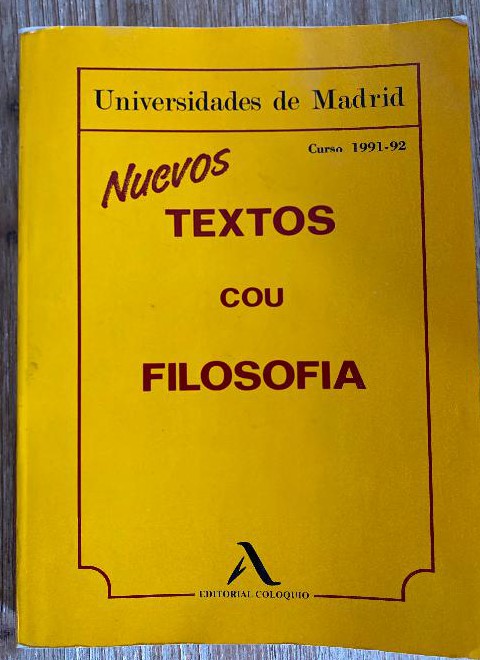 Universidades de Madrid
Curso 1991-92
Nuevos
TEXTOS
COU
FILOSOFIA
EDITORIAL COLOQUIO